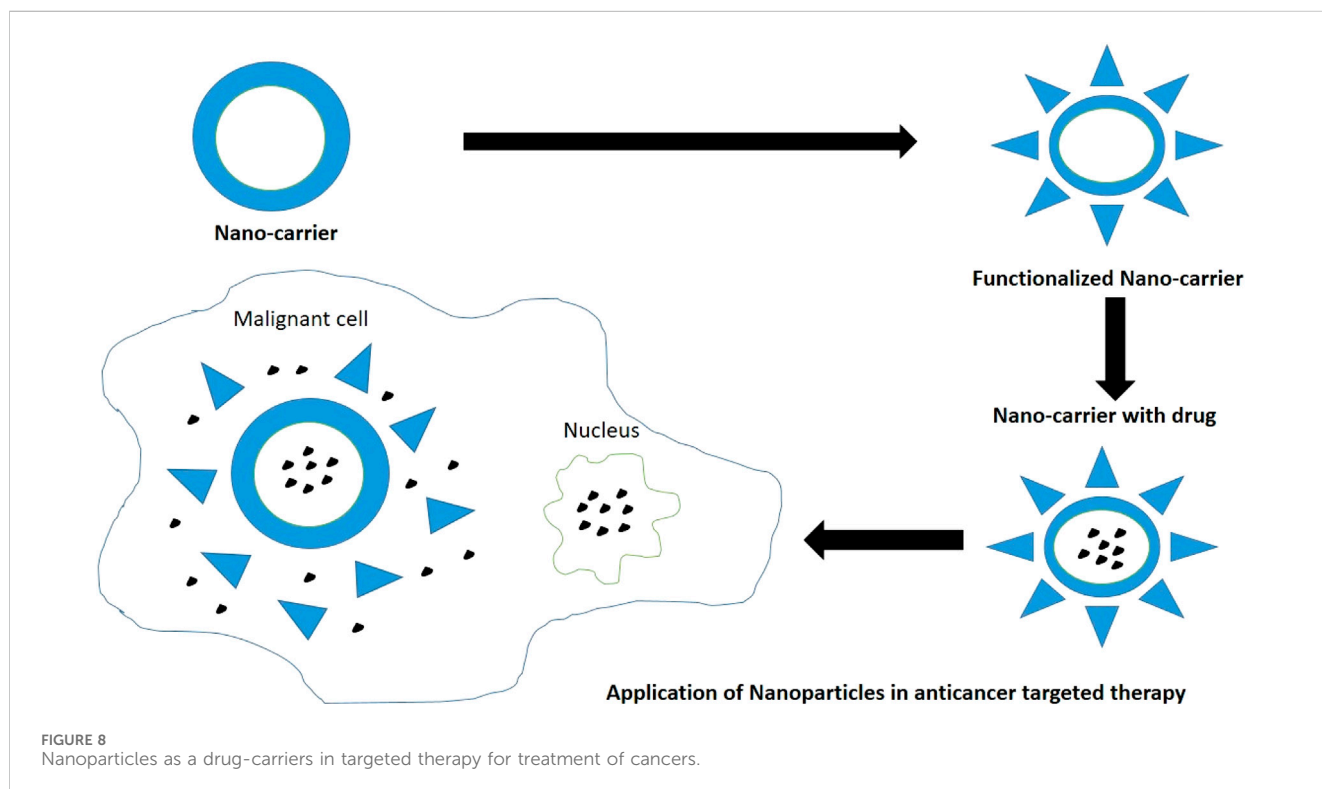 Nano-carrier
Functionalized Nano-carrier
Malignant cell
Nucleus
Nano-carrier with drug
Application of Nanoparticles in anticancer targeted therapy
FIGURE 8
Nanoparticles as a drug-carriers in targeted therapy for treatment of cancers.